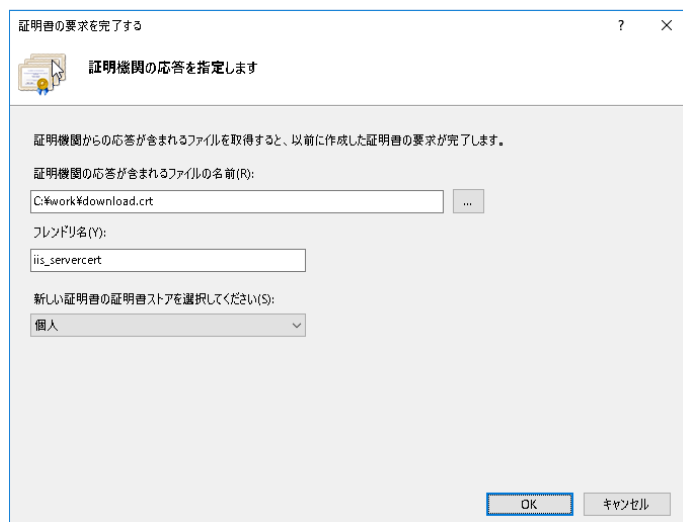 証明書の要求を完了する
? ×
証明機関の応答を指定します
証明機関からの応答が含まれるファイルを取得すると、以前に作成した証明書の要求が完了します。
証明機関の応答が含まれるファイルの名前(R):
C:¥work¥download.crt
...
フレンドリ名(Y):
iis_servercert
新しい証明書の証明書ストアを選択してください(S):
個人
OK キャンセル